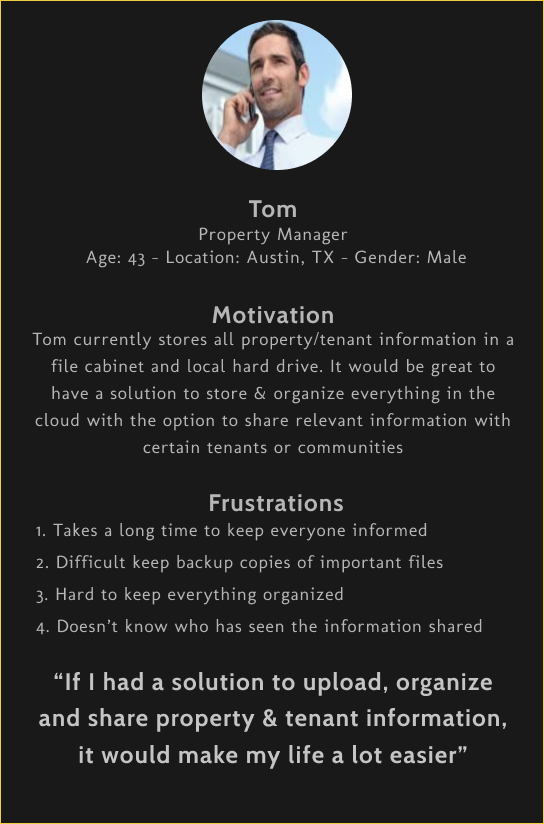 Tom
Property Manager
Age: 43 - Location: Austin, TX - Gender: Male
Motivation
Tom currently stores all property/tenant information in a
file cabinet and local hard drive. It would be great to
have a solution to store & organize everything in the
cloud with the option to share relevant information with
certain tenants or communities
Frustrations
1. Takes a long time to keep everyone informed
2. Difficult keep backup copies of important files
3. Hard to keep everything organized
4. Doesn’t know who has seen the information shared
“If I had a solution to upload, organize
and share property & tenant information,
it would make my life a lot easier”